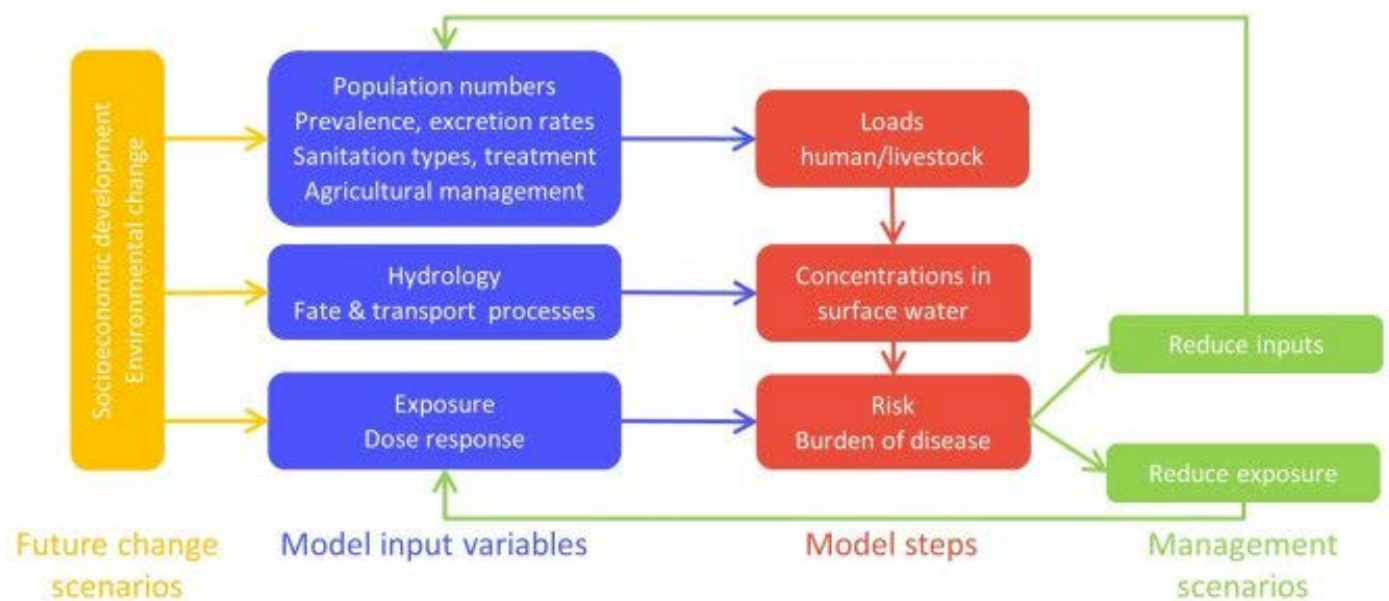 Socioeconomic development
Environmental change
Population numbers
Prevalence, excretion rates
Sanitation types, treatment
Agricultural management
Loads
human/livestock
Hydrology
Fate & transport processes
Concentrations in
surface water
Reduce inputs
Exposure
Dose response
Risk
Burden of disease
Reduce exposure
Future change
scenarios
Model input variables
Model steps
Management
scenarios